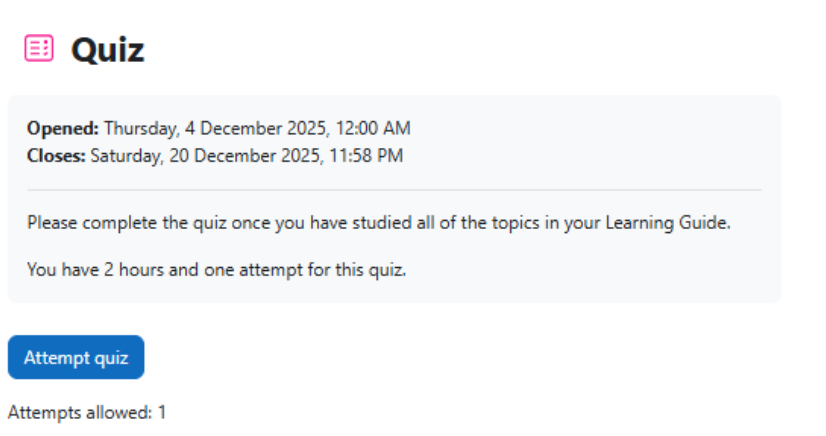 Quiz
Opened: Thursday, 4 December 2025, 12:00 AM
Closes: Saturday, 20 December 2025, 11:58 PM
Please complete the quiz once you have studied all of the topics in your Learning Guide.
You have 2 hours and one attempt for this quiz.
Attempt quiz
Attempts allowed: 1